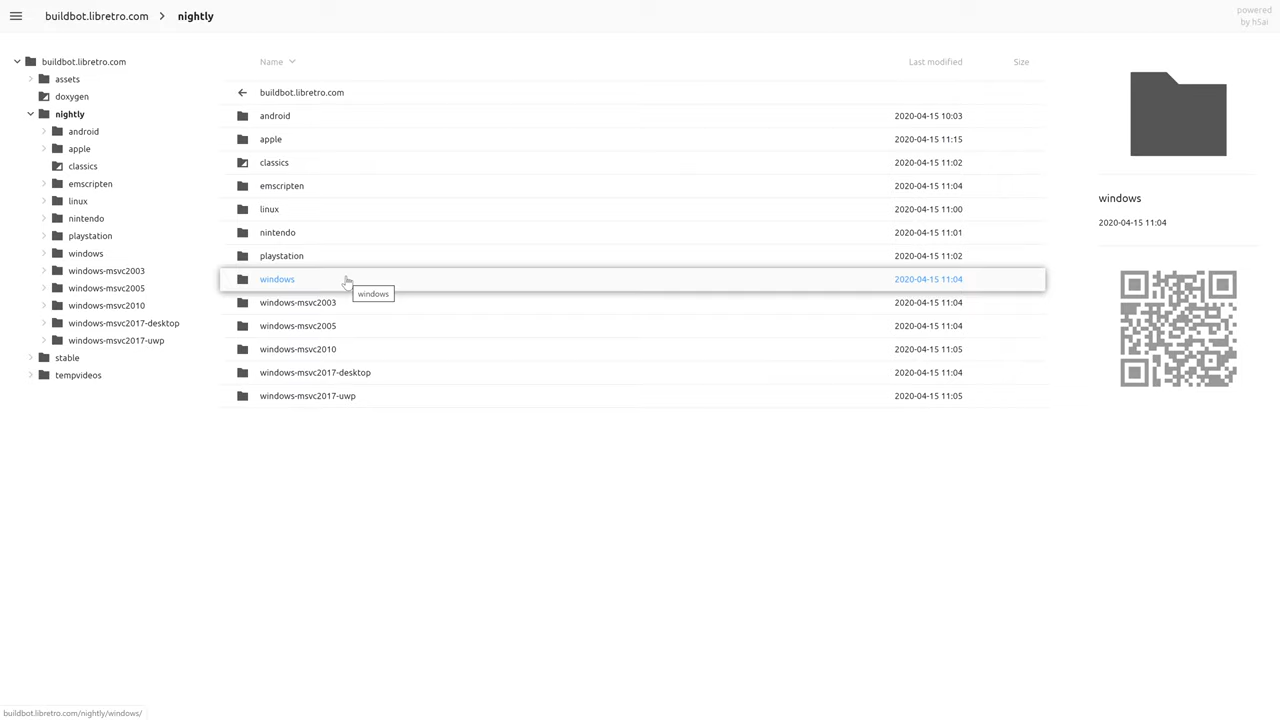 buildbot.libretro.com > nightly
powered
by h5ai
buildbot.libretro.com
assets
doxygen
nightly
android
apple
classics
emscripten
linux
nintendo
playstation
windows
windows-msvc2003
windows-msvc2005
windows-msvc2010
windows-msvc2017-desktop
windows-msvc2017-uwp
stable
tempvideos
Name Last modified Size
buildbot.libretro.com
android 2020-04-15 10:03
apple 2020-04-15 11:15
classics 2020-04-15 11:02
emscripten 2020-04-15 11:04
linux 2020-04-15 11:00
nintendo 2020-04-15 11:01
playstation 2020-04-15 11:02
windows 2020-04-15 11:04
windows
windows-msvc2003 2020-04-15 11:04
windows-msvc2005 2020-04-15 11:04
windows-msvc2010 2020-04-15 11:05
windows-msvc2017-desktop 2020-04-15 11:04
windows-msvc2017-uwp 2020-04-15 11:05
windows
2020-04-15 11:04
buildbot.libretro.com/nightly/windows/